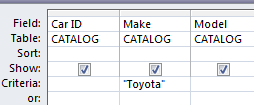 Field: Car ID Make Model
Table: CATALOG CATALOG CATALOG
Sort:
Show:
Criteria: "Toyota"
or: